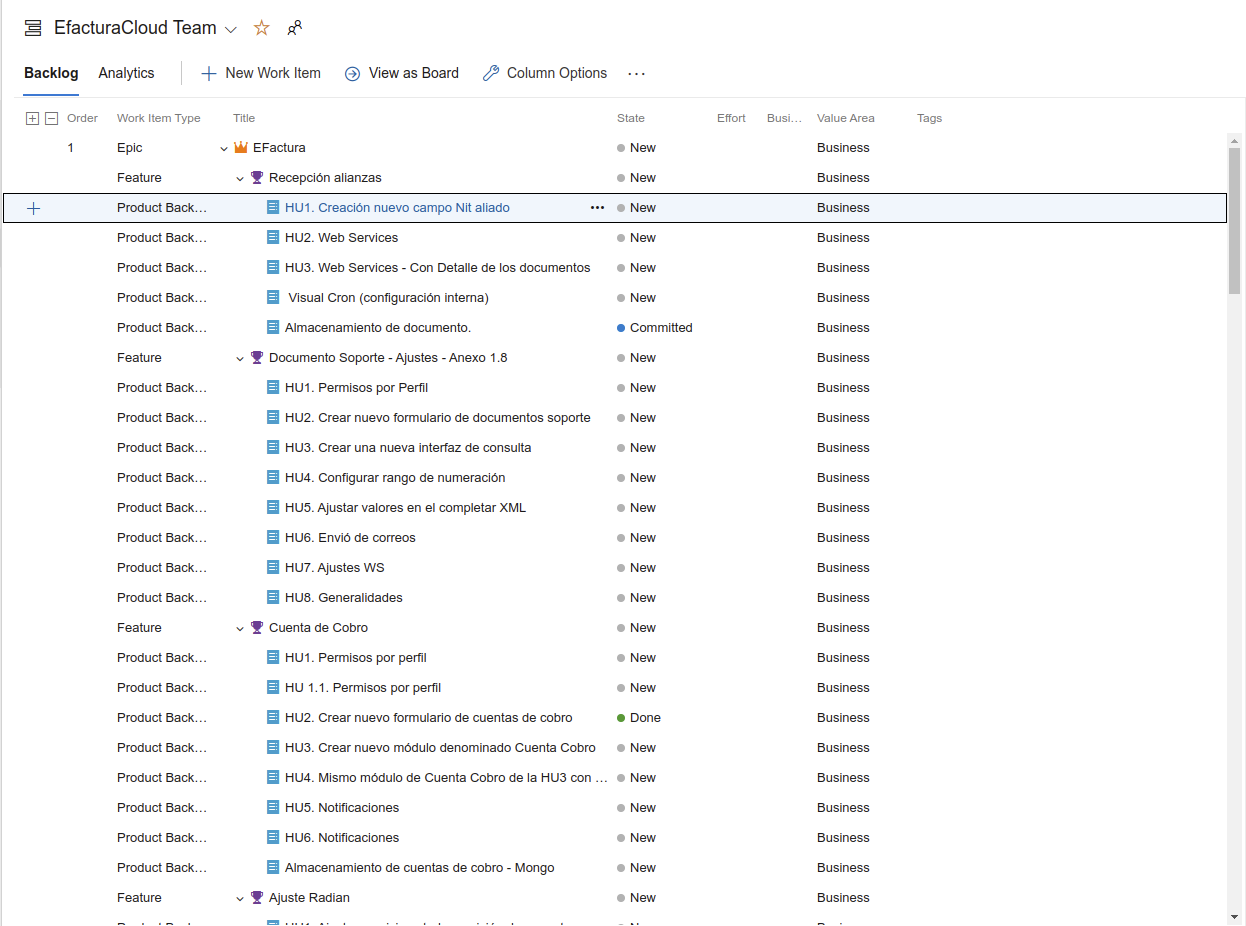 EfacturaCloud Team
Backlog Analytics New Work Item View as Board Column Options ...
Order Work Item Type Title State Effort Busi... Value Area Tags
1 Epic EFactura New Business
Feature Recepción alianzas New Business
Product Back... HU1. Creación nuevo campo Nit aliado ... New Business
Product Back... HU2. Web Services New Business
Product Back... HU3. Web Services - Con Detalle de los documentos New Business
Product Back... Visual Cron (configuración interna) New Business
Product Back... Almacenamiento de documento. Committed Business
Feature Documento Soporte - Ajustes - Anexo 1.8 New Business
Product Back... HU1. Permisos por Perfil New Business
Product Back... HU2. Crear nuevo formulario de documentos soporte New Business
Product Back... HU3. Crear una nueva interfaz de consulta New Business
Product Back... HU4. Configurar rango de numeración New Business
Product Back... HU5. Ajustar valores en el completar XML New Business
Product Back... HU6. Envió de correos New Business
Product Back... HU7. Ajustes WS New Business
Product Back... HU8. Generalidades New Business
Feature Cuenta de Cobro New Business
Product Back... HU1. Permisos por perfil New Business
Product Back... HU 1.1. Permisos por perfil New Business
Product Back... HU2. Crear nuevo formulario de cuentas de cobro Done Business
Product Back... HU3. Crear nuevo módulo denominado Cuenta Cobro New Business
Product Back... HU4. Mismo módulo de Cuenta Cobro de la HU3 con ... New Business
Product Back... HU5. Notificaciones New Business
Product Back... HU6. Notificaciones New Business
Product Back... Almacenamiento de cuentas de cobro - Mongo New Business
Feature Ajuste Radian New Business